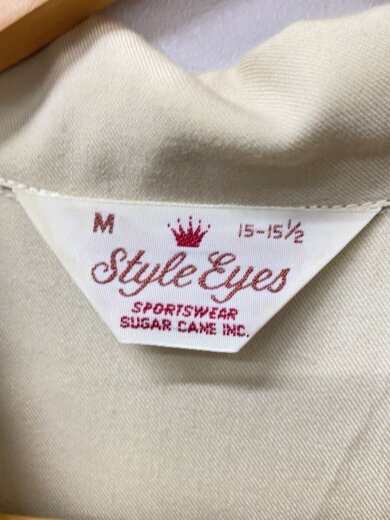 M 15-15½
Style Eyes
SPORTSWEAR
SUGAR CANE INC.